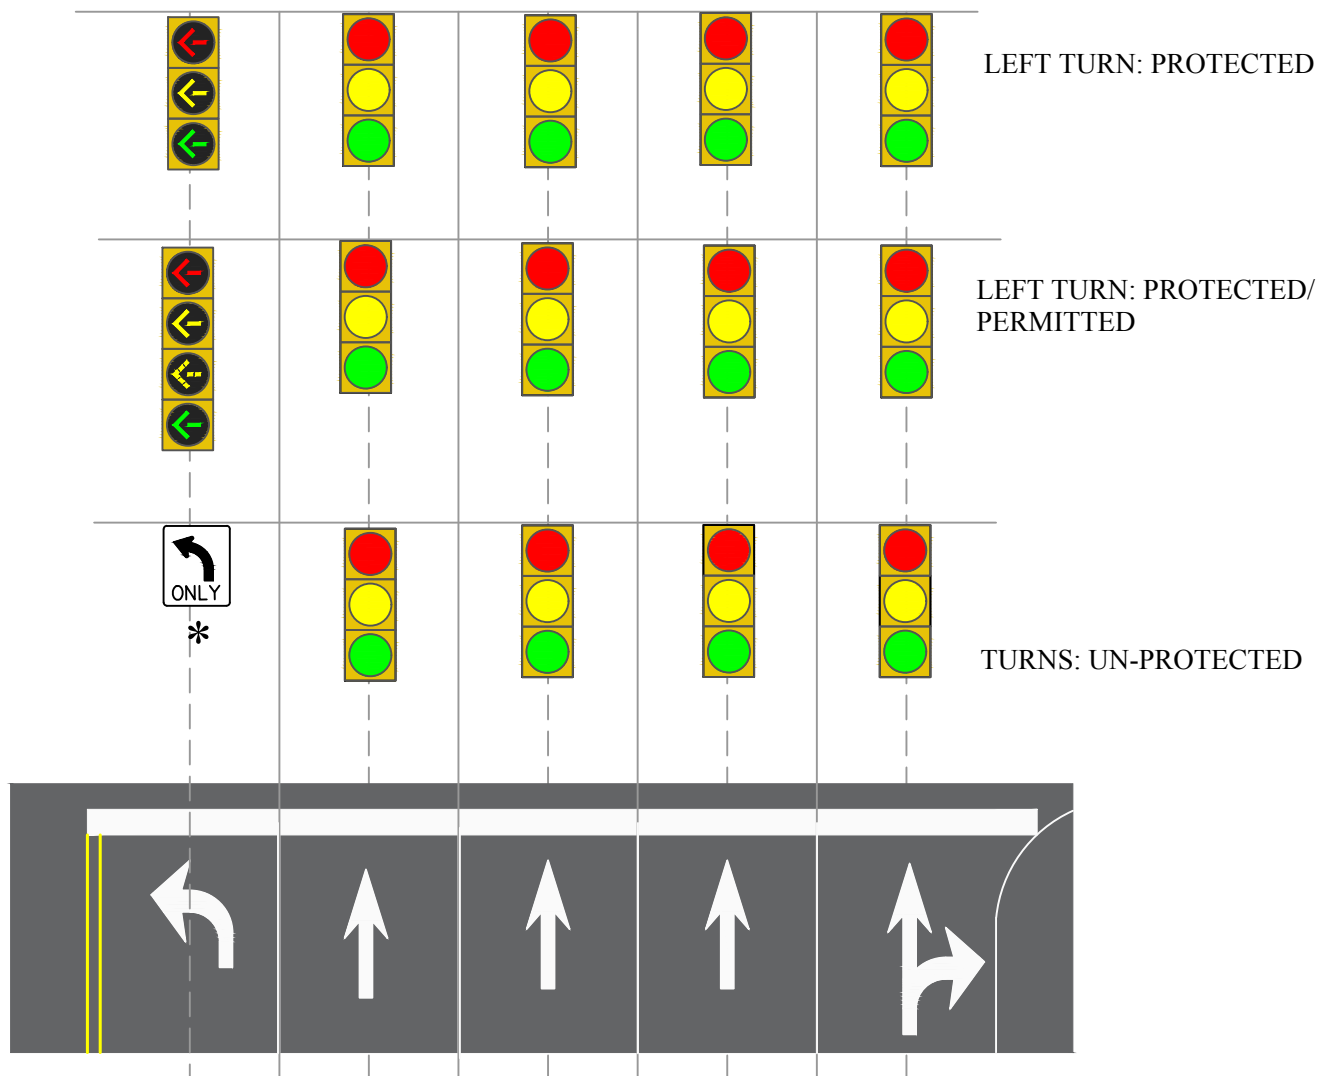 LEFT TURN: PROTECTED
LEFT TURN: PROTECTED/
PERMITTED
ONLY
*
TURNS: UN-PROTECTED